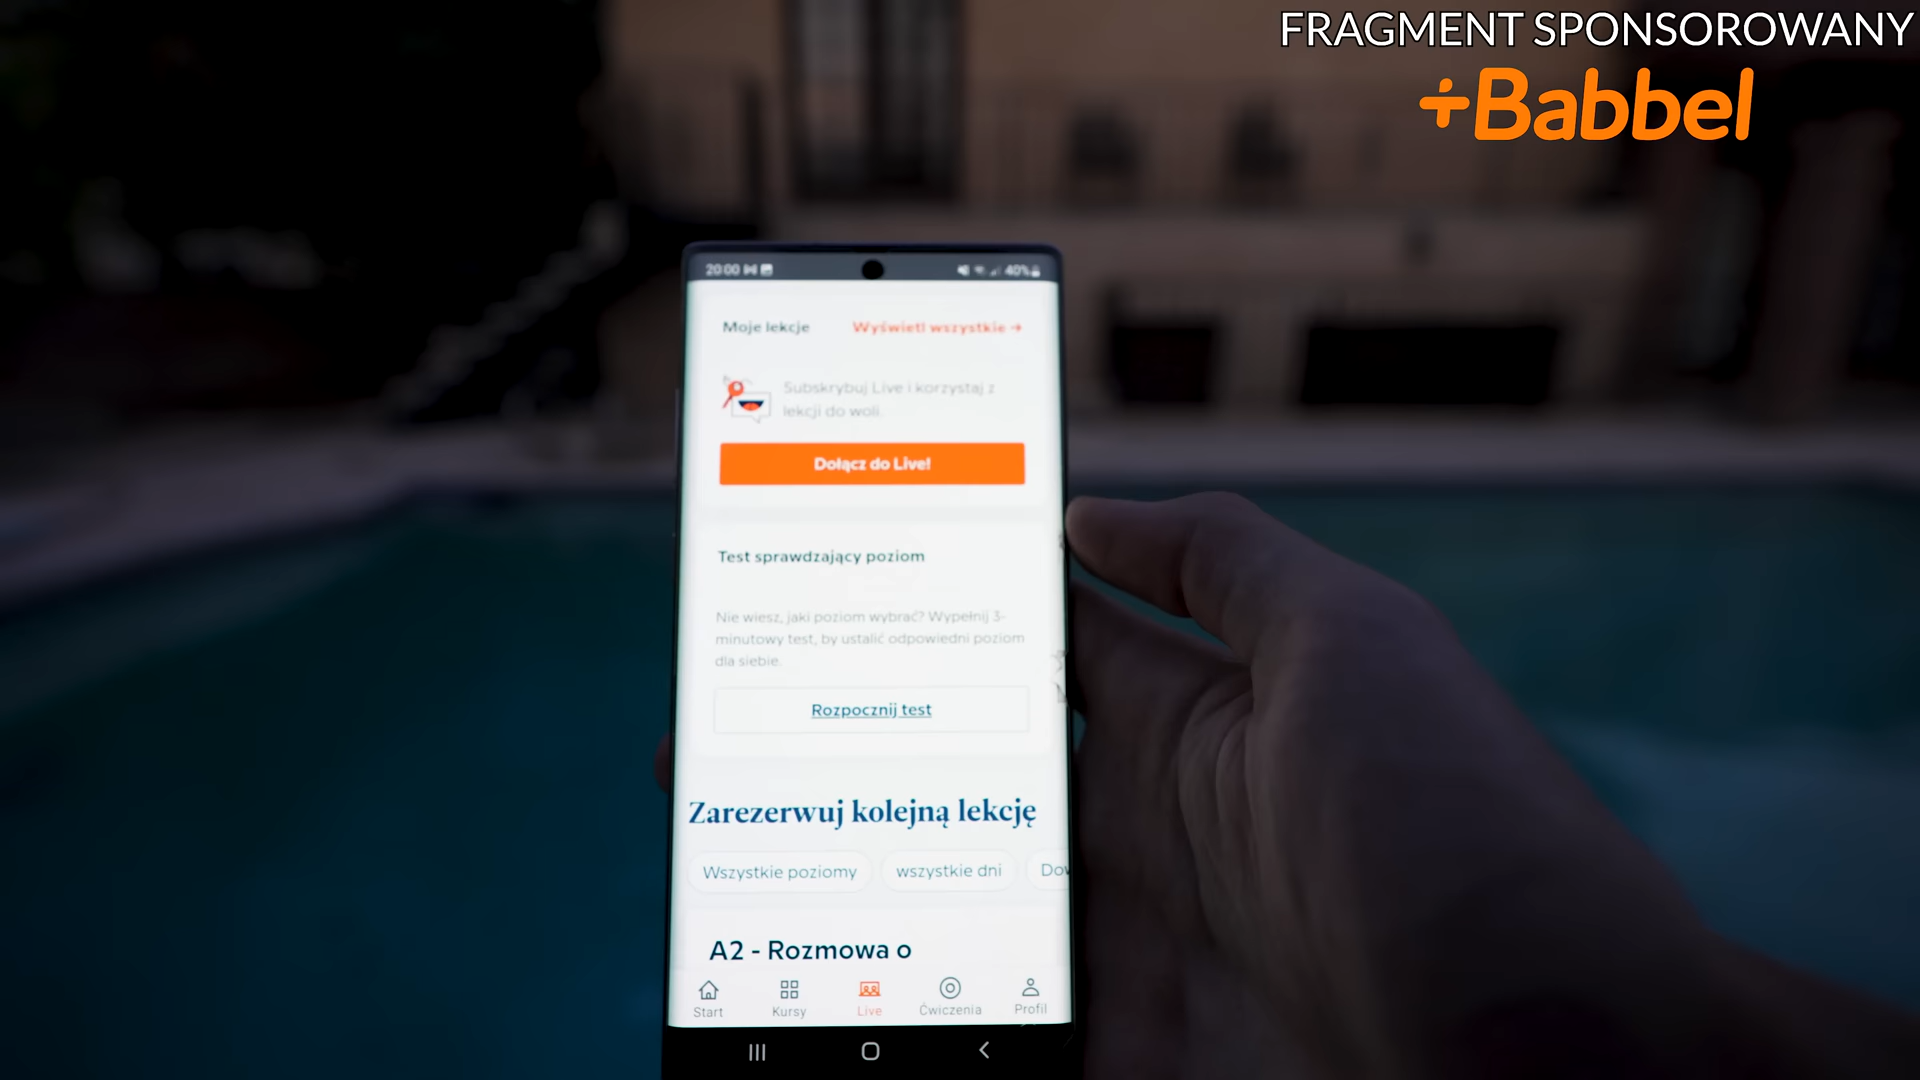 FRAGMENT SPONSOROWANY
+Babbel
20:00 40%
Moje lekcje Wyświetl wszystkie →
Subskrybuj Live i korzystaj z
lekcji do woli.
Dołącz do Live!
Test sprawdzający poziom
Nie wiesz, jaki poziom wybrać? Wypełnij 3-
minutowy test, by ustalić odpowiedni poziom
dla siebie.
Rozpocznij test
Zarezerwuj kolejną lekcję
Wszystkie poziomy wszystkie dni
A2 - Rozmowa o
Start Kursy Live Ćwiczenia Profil